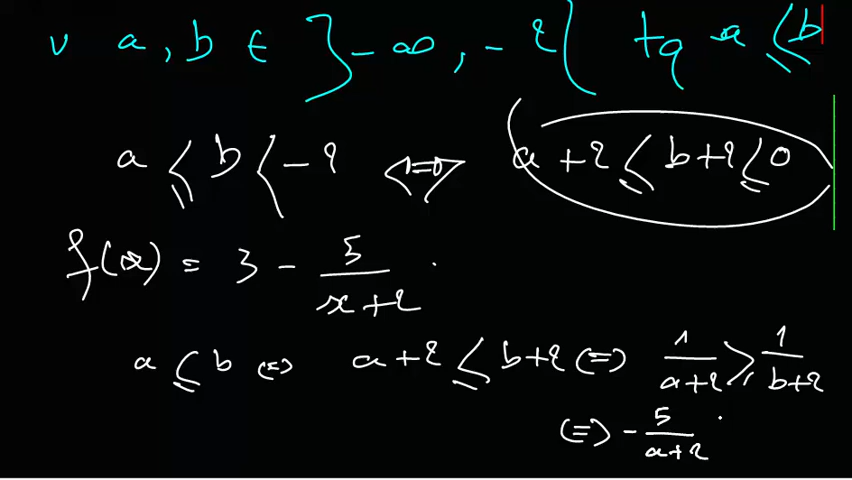 ∀ a, b ∈ ]-∞, -2[ tq a ≤ b
a ≤ b < -2 ⟺ a+2 ≤ b+2 ≤ 0
f(x) = 3 - 5/(x+2)
a ≤ b ⟺ a+2 ≤ b+2 ⟺ 1/(a+2) ≥ 1/(b+2)
⟺ -5/(a+2)